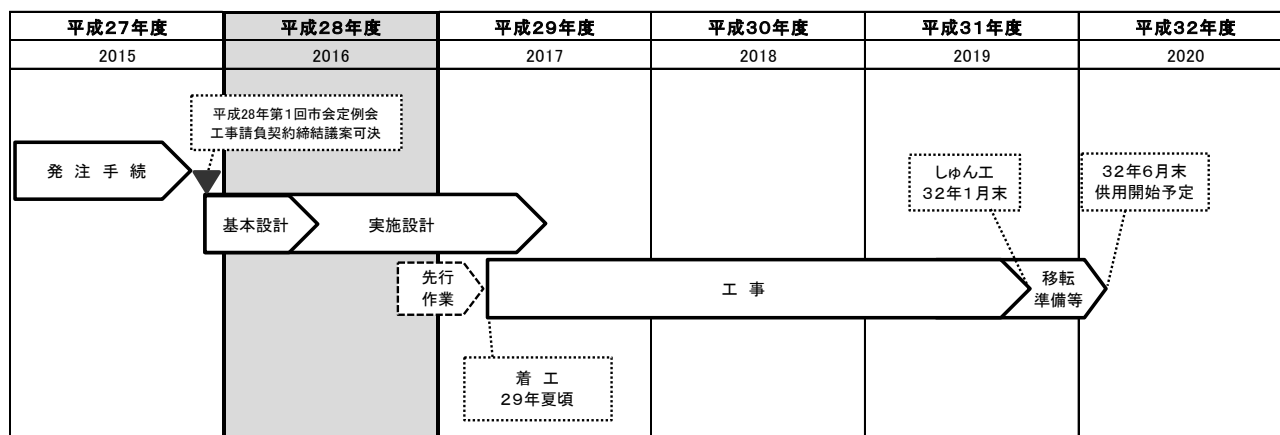 平成27年度 平成28年度 平成29年度 平成30年度 平成31年度 平成32年度
2015 2016 2017 2018 2019 2020
平成28年第1回市会定例会
工事請負契約締結議案可決
発注手続
しゅん工
32年1月末
32年6月末
供用開始予定
基本設計
実施設計
先行
作業
工事
移転
準備等
着工
29年夏頃